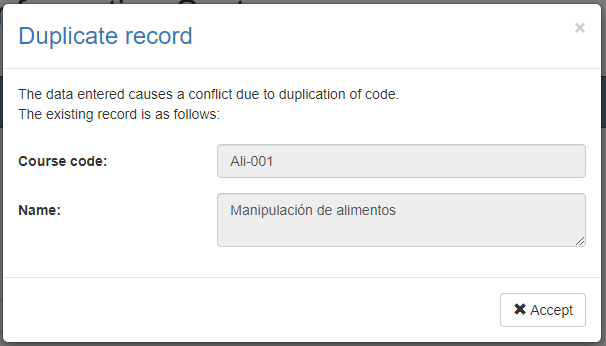 Duplicate record
×
The data entered causes a conflict due to duplication of code.
The existing record is as follows:
Course code:
Ali-001
Name:
Manipulación de alimentos
✖ Accept